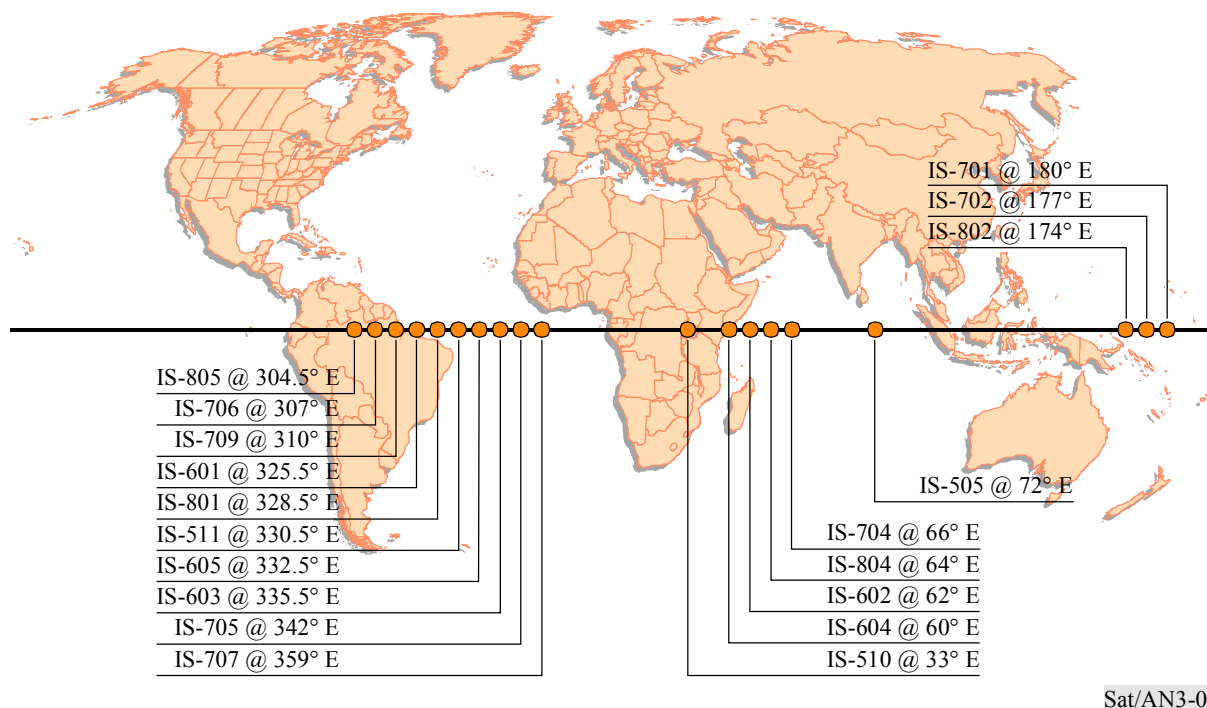 IS-701 @ 180° E
IS-702 @ 177° E
IS-802 @ 174° E
IS-805 @ 304.5° E
IS-706 @ 307° E
IS-709 @ 310° E
IS-601 @ 325.5° E
IS-801 @ 328.5° E
IS-511 @ 330.5° E
IS-605 @ 332.5° E
IS-603 @ 335.5° E
IS-705 @ 342° E
IS-707 @ 359° E
IS-505 @ 72° E
IS-704 @ 66° E
IS-804 @ 64° E
IS-602 @ 62° E
IS-604 @ 60° E
IS-510 @ 33° E
Sat/AN3-0